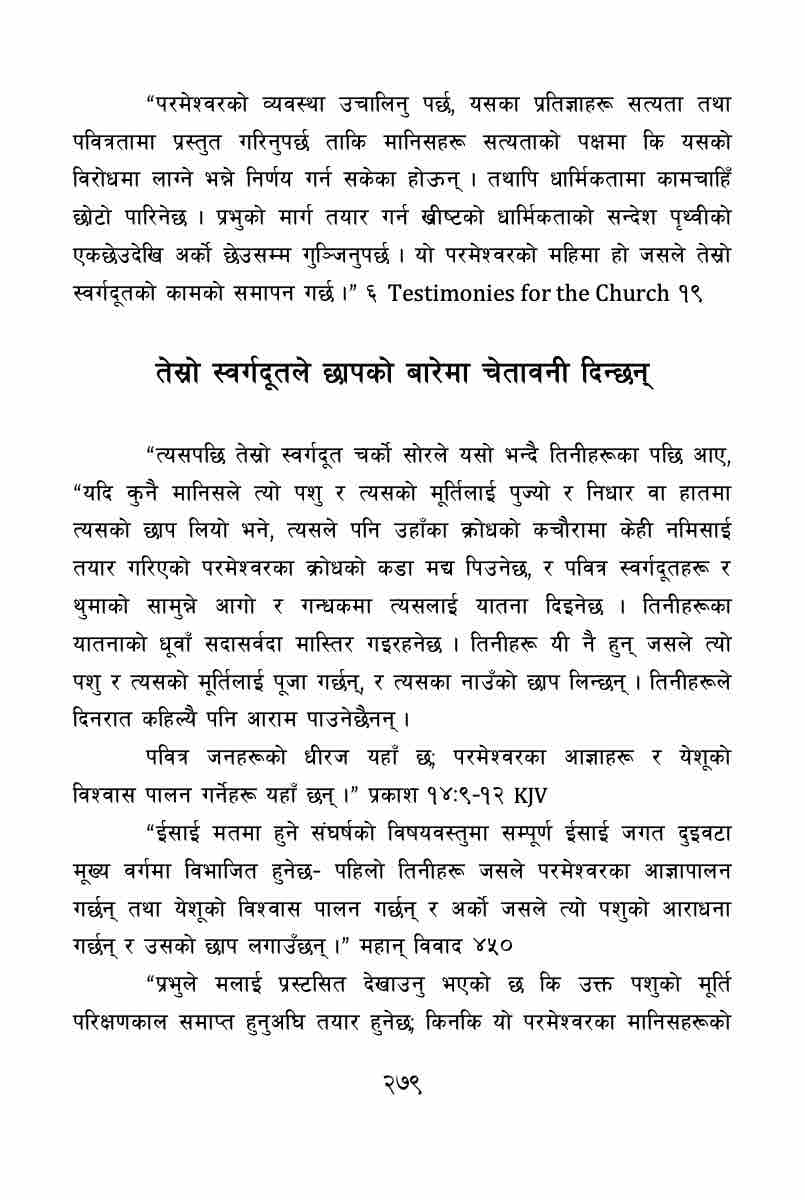 “परमेश्वरको व्यवस्था उचालिनु पर्छ, यसका प्रतिज्ञाहरू सत्यता तथा
पवित्रतामा प्रस्तुत गरिनुपर्छ ताकि मानिसहरू सत्यताको पक्षमा कि यसको
विरोधमा लाग्ने भन्ने निर्णय गर्न सकेका होऊन् । तथापि धार्मिकतामा कामचाहिँ
छोटो पारिनेछ । प्रभुको मार्ग तयार गर्न ख्रीष्टको धार्मिकताको सन्देश पृथ्वीको
एकछेउदेखि अर्को छेउसम्म गुञ्जिनुपर्छ । यो परमेश्वरको महिमा हो जसले तेस्रो
स्वर्गदूतको कामको समापन गर्छ ।” ६ Testimonies for the Church १९
तेस्रो स्वर्गदूतले छापको बारेमा चेतावनी दिन्छन्
“त्यसपछि तेस्रो स्वर्गदूत चर्को सोरले यसो भन्दै तिनीहरूका पछि आए,
“यदि कुनै मानिसले त्यो पशु र त्यसको मूर्तिलाई पुज्यो र निधार वा हातमा
त्यसको छाप लियो भने, त्यसले पनि उहाँका क्रोधको कचौरामा केही नमिसाई
तयार गरिएको परमेश्वरका क्रोधको कडा मद्य पिउनेछ, र पवित्र स्वर्गदूतहरू र
थुमाको सामुन्ने आगो र गन्धकमा त्यसलाई यातना दिइनेछ । तिनीहरूका
यातनाको धूवाँ सदासर्वदा मास्तिर गइरहनेछ । तिनीहरू यी नै हुन् जसले त्यो
पशु र त्यसको मूर्तिलाई पूजा गर्छन्, र त्यसका नाउँको छाप लिन्छन् । तिनीहरूले
दिनरात कहिल्यै पनि आराम पाउनेछैनन् ।
पवित्र जनहरूको धीरज यहाँ छ; परमेश्वरका आज्ञाहरू र येशूको
विश्वास पालन गर्नेहरू यहाँ छन् ।” प्रकाश १४:९-१२ KJV
“ईसाई मतमा हुने संघर्षको विषयवस्तुमा सम्पूर्ण ईसाई जगत दुइवटा
मूख्य वर्गमा विभाजित हुनेछ- पहिलो तिनीहरू जसले परमेश्वरका आज्ञापालन
गर्छन् तथा येशूको विश्वास पालन गर्छन् र अर्को जसले त्यो पशुको आराधना
गर्छन् र उसको छाप लगाउँछन् ।” महान् विवाद ४५०
“प्रभुले मलाई प्रस्टसित देखाउनु भएको छ कि उक्त पशुको मूर्ति
परिक्षणकाल समाप्त हुनुअघि तयार हुनेछ; किनकि यो परमेश्वरका मानिसहरूको
२७९